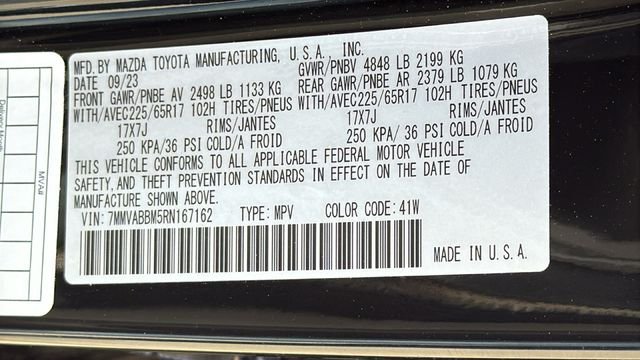 MFD. BY MAZDA TOYOTA MANUFACTURING, U.S.A. INC.
DATE 09/23 GVWR/PNBV 4848 LB 2199 KG
FRONT GAWR/PNBE AV 2498 LB 1133 KG REAR GAWR/PNBE AR 2379 LB 1079 KG
WITH/AVEC225/65R17 102H TIRES/PNEUS WITH/AVEC225/65R17 102H TIRES/PNEUS
17X7J RIMS/JANTES 17X7J RIMS/JANTES
250 KPA/36 PSI COLD/A FROID 250 KPA/ 36 PSI COLD/A FROID
THIS VEHICLE CONFORMS TO ALL APPLICABLE FEDERAL MOTOR VEHICLE
SAFETY, AND THEFT PREVENTION STANDARDS IN EFFECT ON THE DATE OF
MANUFACTURE SHOWN ABOVE.
VIN: 7MMVABBM5RN167162 TYPE: MPV COLOR CODE: 41W
MADE IN U.S.A.
Delivery Month
MVA#